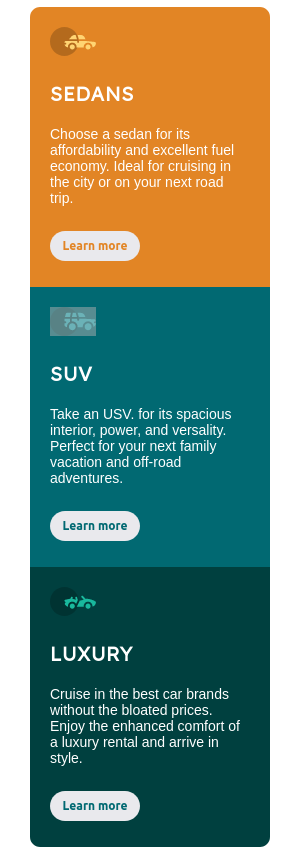 SEDANS
Choose a sedan for its
affordability and excellent fuel
economy. Ideal for cruising in
the city or on your next road
trip.
Learn more
SUV
Take an USV. for its spacious
interior, power, and versality.
Perfect for your next family
vacation and off-road
adventures.
Learn more
LUXURY
Cruise in the best car brands
without the bloated prices.
Enjoy the enhanced comfort of
a luxury rental and arrive in
style.
Learn more